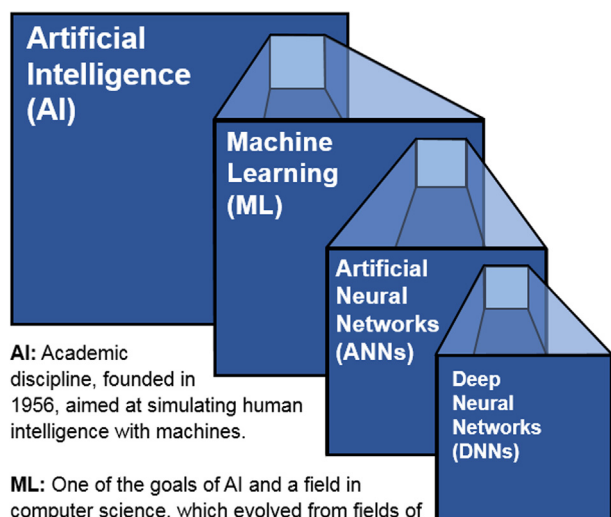 Artificial
Intelligence
(AI)
Machine
Learning
(ML)
Artificial
Neural
Networks
(ANNs)
Deep
Neural
Networks
(DNNs)
AI: Academic
discipline, founded in
1956, aimed at simulating human
intelligence with machines.
ML: One of the goals of AI and a field in
computer science, which evolved from fields of